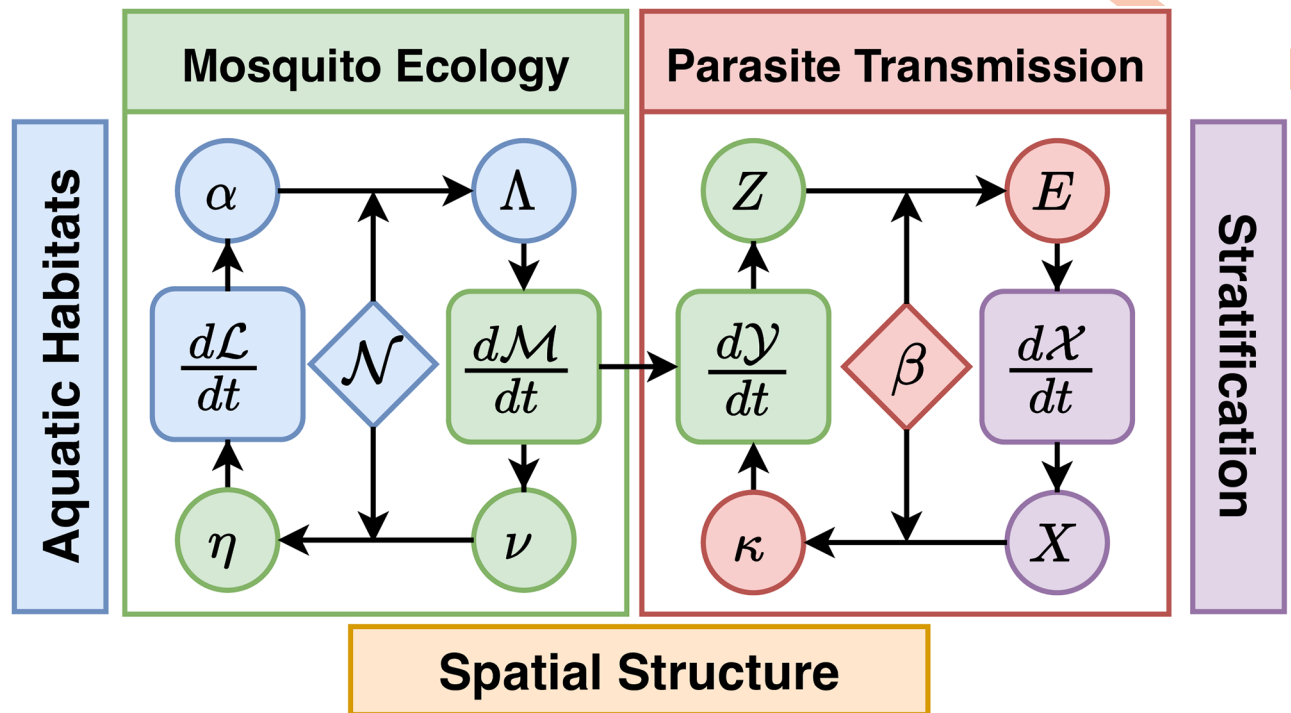 Mosquito Ecology
Parasite Transmission
Aquatic Habitats
α
Λ
Z
E
dℒ
dt
𝒩
dℳ
dt
d𝒴
dt
β
d𝒳
dt
η
ν
κ
X
Stratification
Spatial Structure